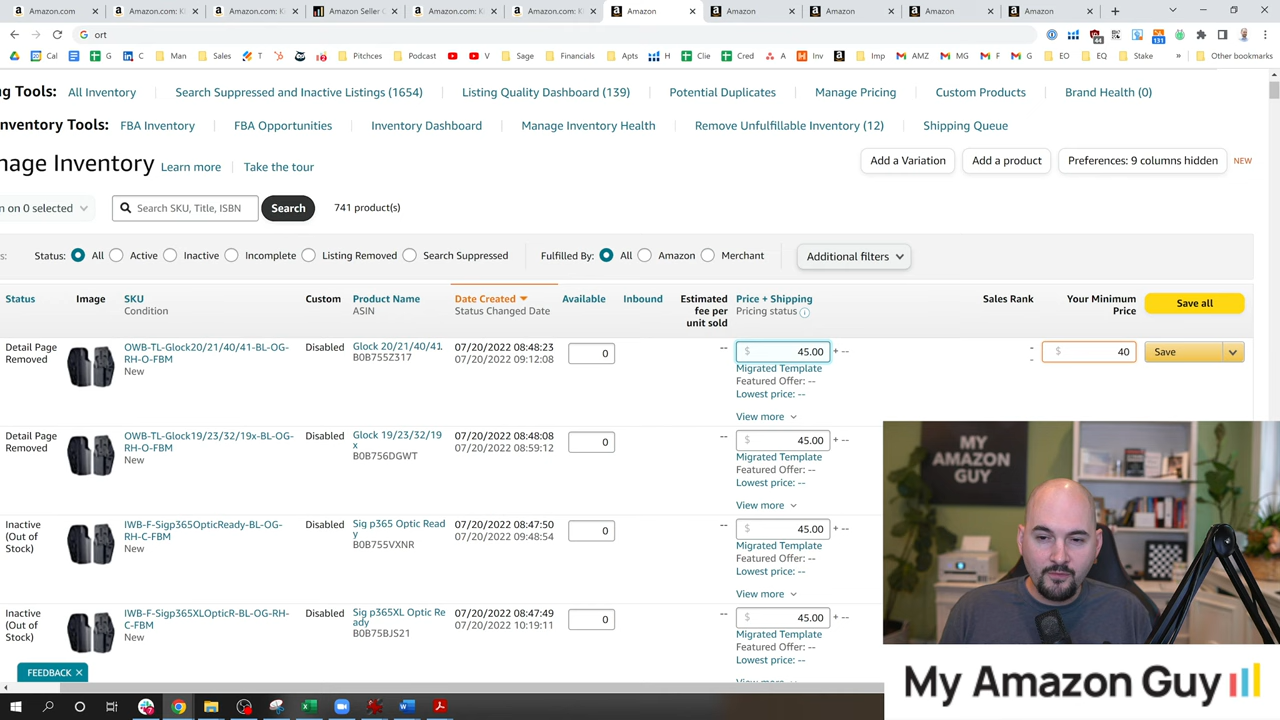 Amazon.com
Amazon.com: K
Amazon.com: K
Amazon Seller C
Amazon.com: K
Amazon.com: K
Amazon
Amazon
Amazon
Amazon
Amazon
ort
Cal
G
C
Man
Sales
T
Pitchces
Podcast
V
Sage
Financials
Apts
H
Clie
Cred
A
Inv
Imp
AMZ
MG
F
G
EO
EQ
Stake
Other bookmarks
44
131
ng Tools: All Inventory Search Suppressed and Inactive Listings (1654) Listing Quality Dashboard (139) Potential Duplicates Manage Pricing Custom Products Brand Health (0)
nventory Tools: FBA Inventory FBA Opportunities Inventory Dashboard Manage Inventory Health Remove Unfulfillable Inventory (12) Shipping Queue
nage Inventory Learn more Take the tour Add a Variation Add a product Preferences: 9 columns hidden NEW
n on 0 selected Search SKU, Title, ISBN Search 741 product(s)
s: Status: All Active Inactive Incomplete Listing Removed Search Suppressed Fulfilled By: All Amazon Merchant Additional filters
Status Image SKU Custom Product Name Date Created Available Inbound Estimated Price + Shipping Sales Rank Your Minimum Save all
Condition ASIN Status Changed Date fee per Pricing status Price
unit sold
Detail Page OWB-TL-Glock20/21/40/41-BL-OG- Disabled Glock 20/21/40/41. 07/20/2022 08:48:23 0 -- $ 45.00 + -- - $ 40 Save
Removed RH-O-FBM B0B755Z317 07/20/2022 09:12:08 Migrated Template -
New Featured Offer: --
Lowest price: --
View more
Detail Page OWB-TL-Glock19/23/32/19x-BL-OG- Disabled Glock 19/23/32/19 07/20/2022 08:48:08 0 -- $ 45.00 + --
Removed RH-O-FBM x 07/20/2022 08:59:12 Migrated Template
New B0B756DGWT Featured Offer: --
Lowest price: --
View more
Inactive IWB-F-Sigp365OpticReady-BL-OG- Disabled Sig p365 Optic Read 07/20/2022 08:47:50 0 -- $ 45.00 + --
(Out of RH-C-FBM y 07/20/2022 09:48:54 Migrated Template
Stock) New B0B755VXNR Featured Offer: --
Lowest price: --
View more
Inactive IWB-F-Sigp365XLOpticR-BL-OG-RH- Disabled Sig p365XL Optic Re 07/20/2022 08:47:49 0 -- $ 45.00 + --
(Out of C-FBM ady 07/20/2022 10:19:11 Migrated Template
Stock) New B0B75BJS21 Featured Offer: --
Lowest price: --
View more
FEEDBACK
MY
AMAZON
GUY
My Amazon Guy